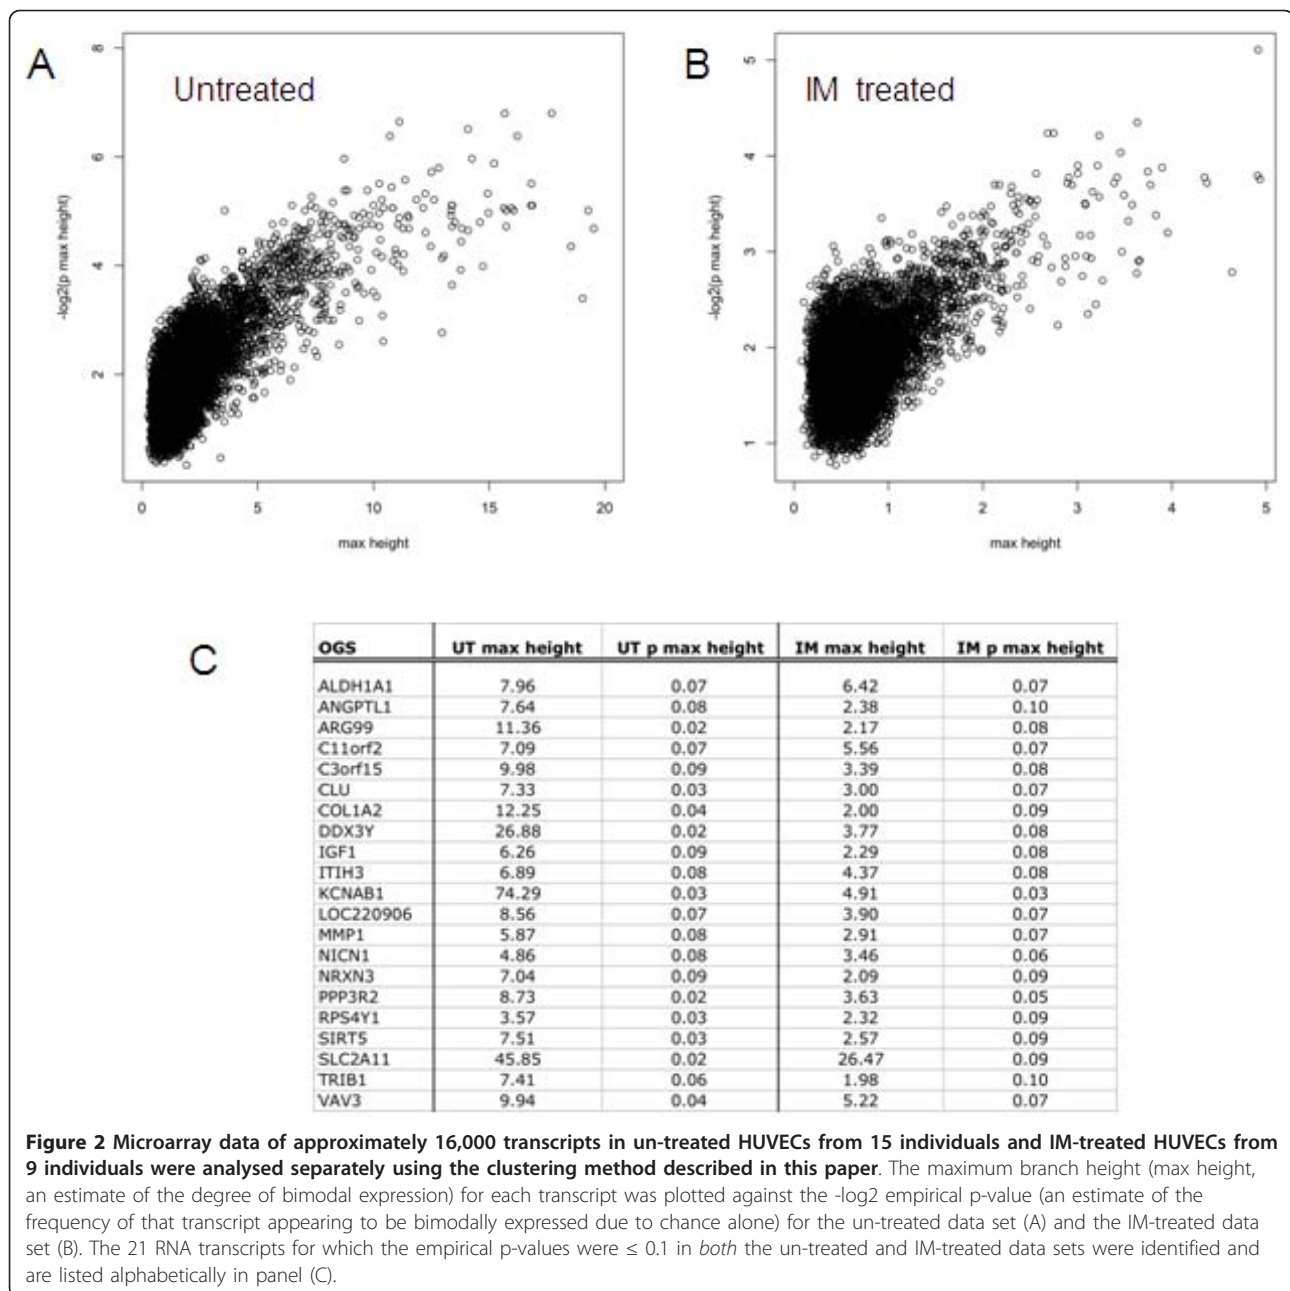 A
Untreated
8
6
4
2
-log2(p max height)
0 5 10 15 20
max height
B
IM treated
5
4
3
2
1
-log2(p max height)
0 1 2 3 4 5
max height
C
OGS UT max height UT p max height IM max height IM p max height
ALDH1A1 7.96 0.07 6.42 0.07
ANGPTL1 7.64 0.08 2.38 0.10
ARG99 11.36 0.02 2.17 0.08
C11orf2 7.09 0.07 5.56 0.07
C3orf15 9.98 0.09 3.39 0.08
CLU 7.33 0.03 3.00 0.07
COL1A2 12.25 0.04 2.00 0.09
DDX3Y 26.88 0.02 3.77 0.08
IGF1 6.26 0.09 2.29 0.08
ITIH3 6.89 0.08 4.37 0.08
KCNAB1 74.29 0.03 4.91 0.03
LOC220906 8.56 0.07 3.90 0.07
MMP1 5.87 0.08 2.91 0.07
NICN1 4.86 0.08 3.46 0.06
NRXN3 7.04 0.09 2.09 0.09
PPP3R2 8.73 0.02 3.63 0.05
RPS4Y1 3.57 0.03 2.32 0.09
SIRT5 7.51 0.03 2.57 0.09
SLC2A11 45.85 0.02 26.47 0.09
TRIB1 7.41 0.06 1.98 0.10
VAV3 9.94 0.04 5.22 0.07
Figure 2 Microarray data of approximately 16,000 transcripts in un-treated HUVECs from 15 individuals and IM-treated HUVECs from
9 individuals were analysed separately using the clustering method described in this paper. The maximum branch height (max height,
an estimate of the degree of bimodal expression) for each transcript was plotted against the -log2 empirical p-value (an estimate of the
frequency of that transcript appearing to be bimodally expressed due to chance alone) for the un-treated data set (A) and the IM-treated data
set (B). The 21 RNA transcripts for which the empirical p-values were ≤ 0.1 in both the un-treated and IM-treated data sets were identified and
are listed alphabetically in panel (C).